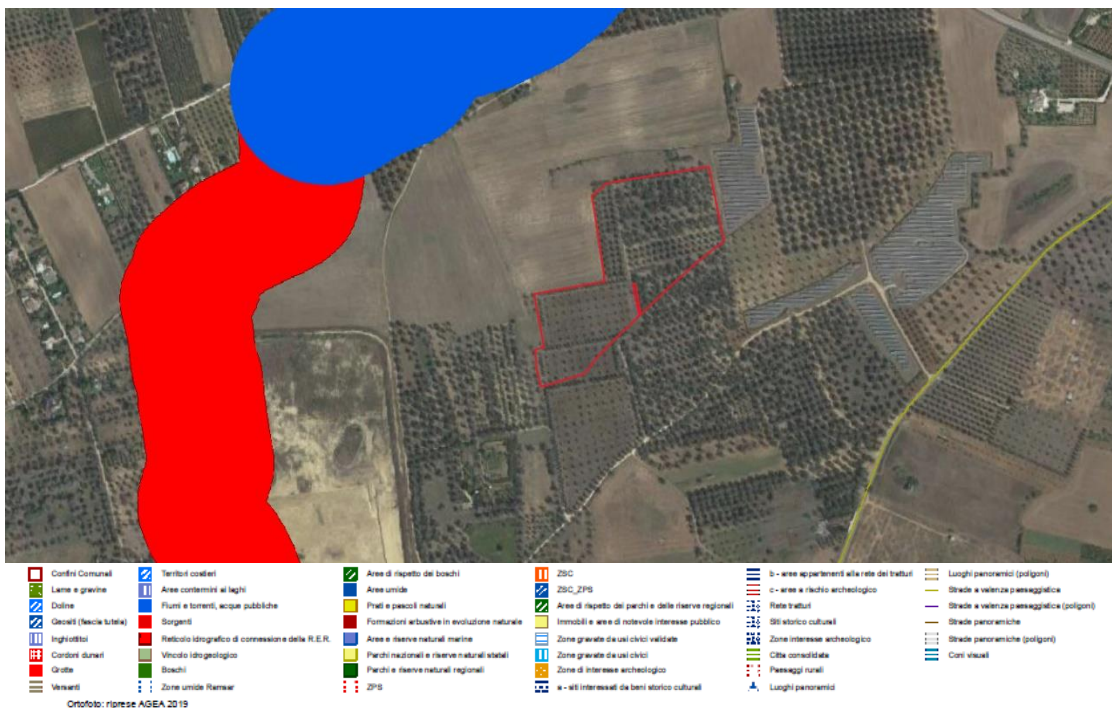 Confini Comunali
Lame e gravine
Doline
Geositi (fascia tutela)
Inghiottitoi
Cordoni dunari
Grotte
Versanti
Territori costieri
Aree contermini ai laghi
Fiumi e torrenti, acque pubbliche
Sorgenti
Reticolo idrografico di connessione della R.E.R.
Vincolo idrogeologico
Boschi
Zone umide Ramsar
Aree di rispetto dei boschi
Aree umide
Prati e pascoli naturali
Formazioni arbustive in evoluzione naturale
Aree e riserve naturali marine
Parchi nazionali e riserve naturali statali
Parchi e riserve naturali regionali
ZPS
ZSC
ZSC_ZPS
Aree di rispetto dei parchi e delle riserve regionali
Immobili e aree di notevole interesse pubblico
Zone gravate da usi civici validate
Zone gravate da usi civici
Zone di interesse archeologico
a - siti interessati da beni storico culturali
b - aree appartenenti alla rete dei tratturi
c - aree a rischio archeologico
Rete tratturi
Siti storico culturali
Zone interesse archeologico
Citta consolidata
Paesaggi rurali
Luoghi panoramici
Luoghi panoramici (poligoni)
Strade a valenza paesaggistica
Strade a valenza paesaggistica (poligoni)
Strade panoramiche
Strade panoramiche (poligoni)
Coni visuali
Ortofoto: riprese AGEA 2019